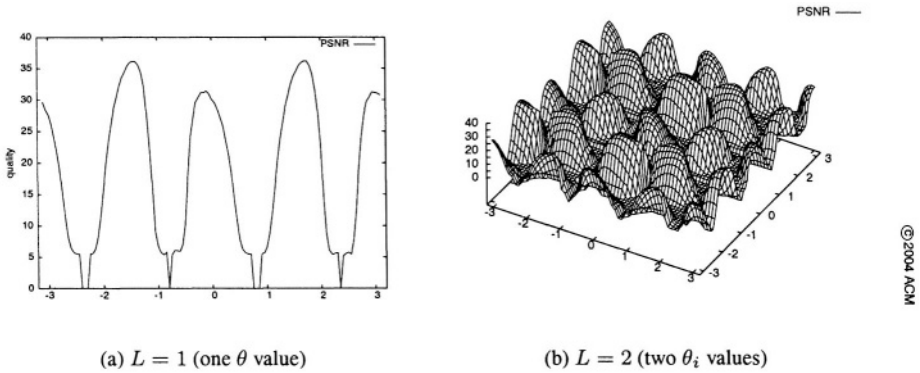 PSNR
40
35
30
25
20
15
10
5
0
quality
-3 -2 -1 0 1 2 3
(a) L = 1 (one θ value)
PSNR
40
30
20
10
0
-3 -2 -1 0 1 2 3
-3 -2 -1 0 1 2 3
(b) L = 2 (two θi values)
©2004 ACM